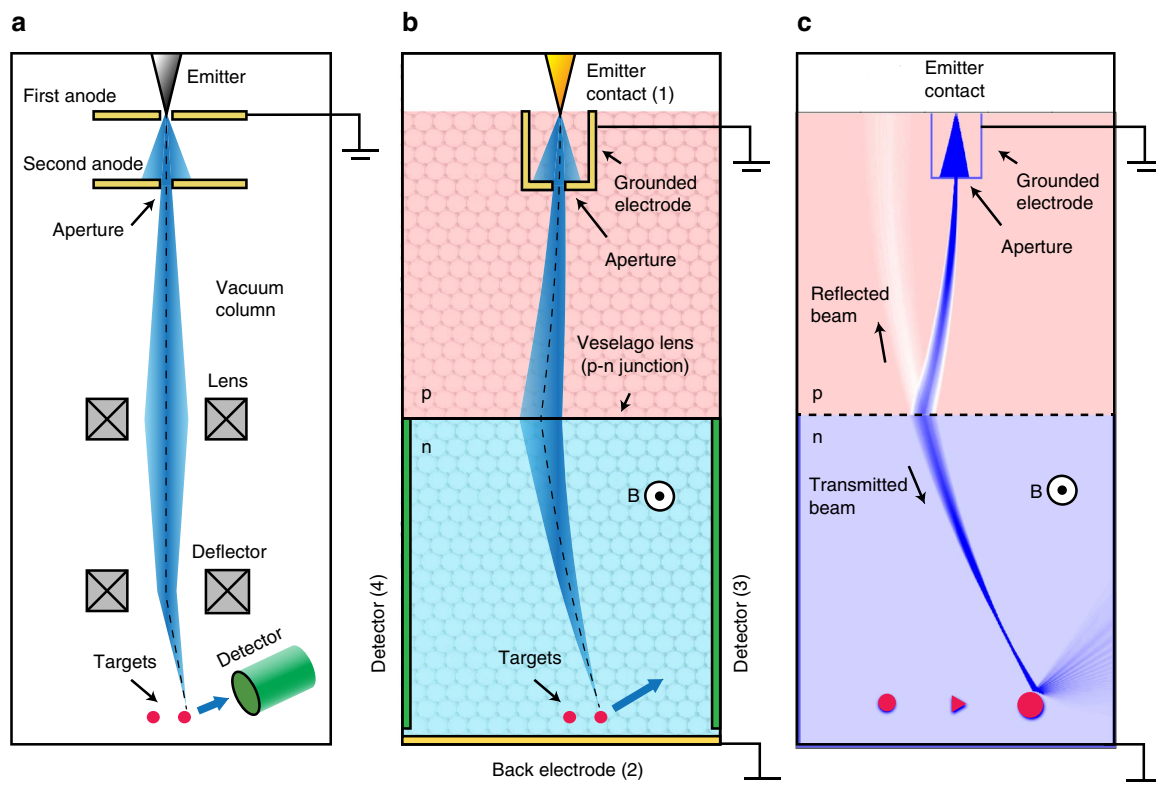 a
Emitter
First anode
Second anode
Aperture
Vacuum
column
Lens
Deflector
Targets
Detector
b
Emitter
contact (1)
Grounded
electrode
Aperture
Veselago lens
(p-n junction)
p
n
B
Detector (4)
Detector (3)
Targets
Back electrode (2)
c
Emitter
contact
Grounded
electrode
Aperture
Reflected
beam
p
n
Transmitted
beam
B